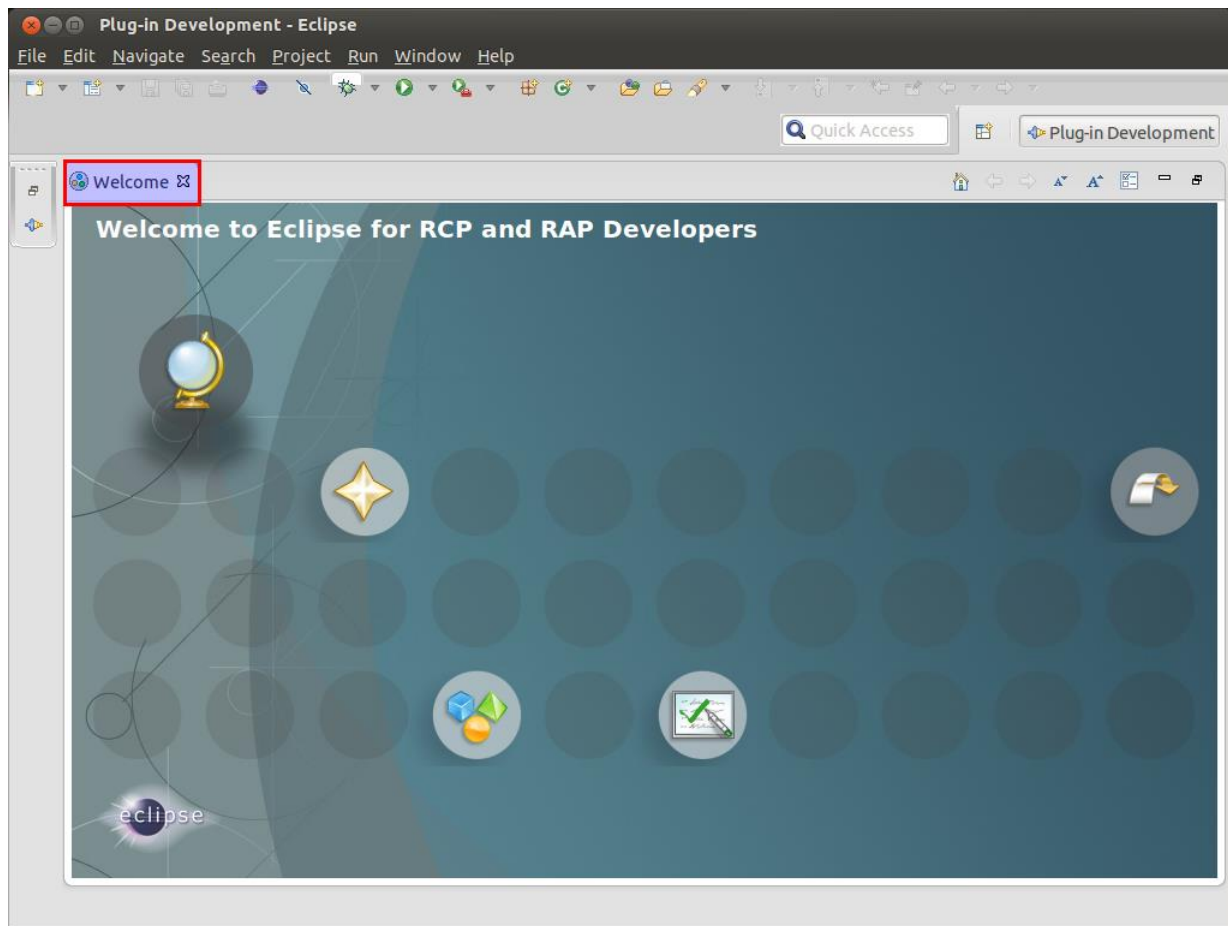 Plug-in Development - Eclipse
File Edit Navigate Search Project Run Window Help
Quick Access
Plug-in Development
Welcome
Welcome to Eclipse for RCP and RAP Developers
eclipse